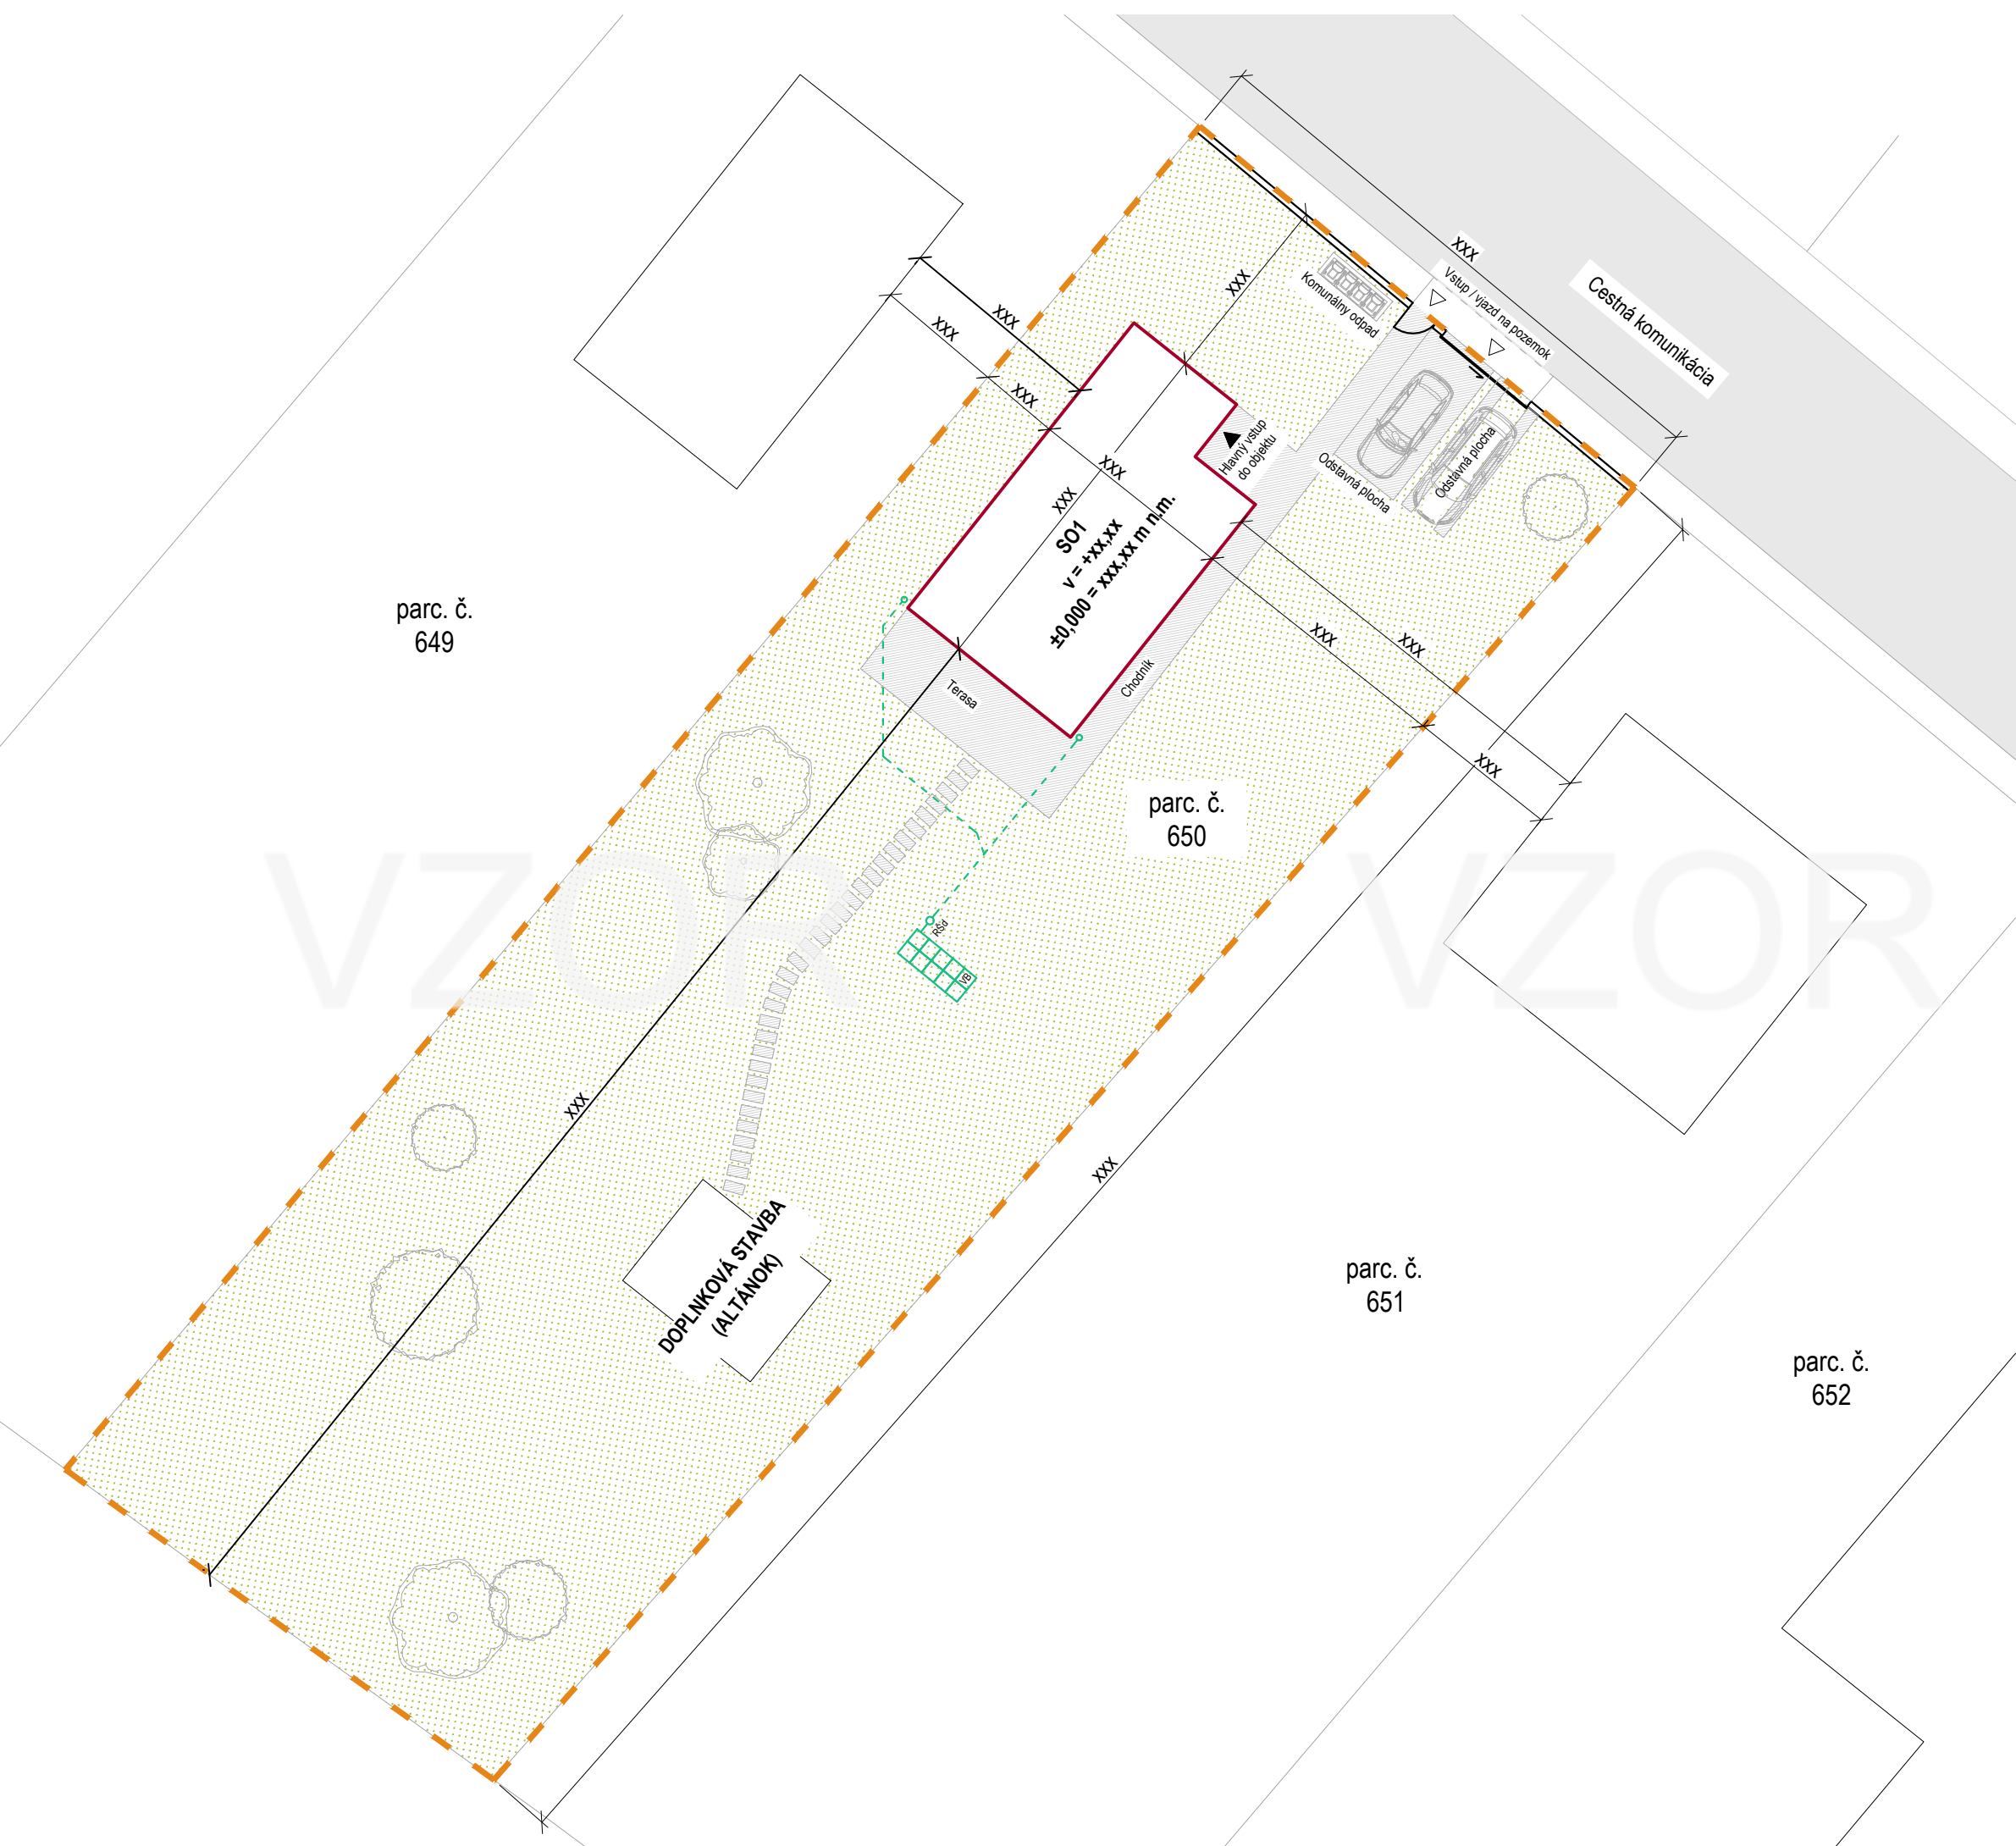 XXX
Cestná komunikácia
Vstup / vjazd na pozemok
XXX
Komunálny odpad
XXX
XXX
XXX
Hlavný vstup
do objektu
Odstavná plocha
Odstavná plocha
XXX
XXX
SO1
v = +xx,xx
±0,000 = xxx,xx m n.m.
parc. č.
649
XXX
XXX
Chodník
Terasa
XXX
parc. č.
650
VZOR
VZOR
RŠd
VB
XXX
XXX
DOPLNKOVÁ STAVBA
(ALTÁNOK)
parc. č.
651
parc. č.
652